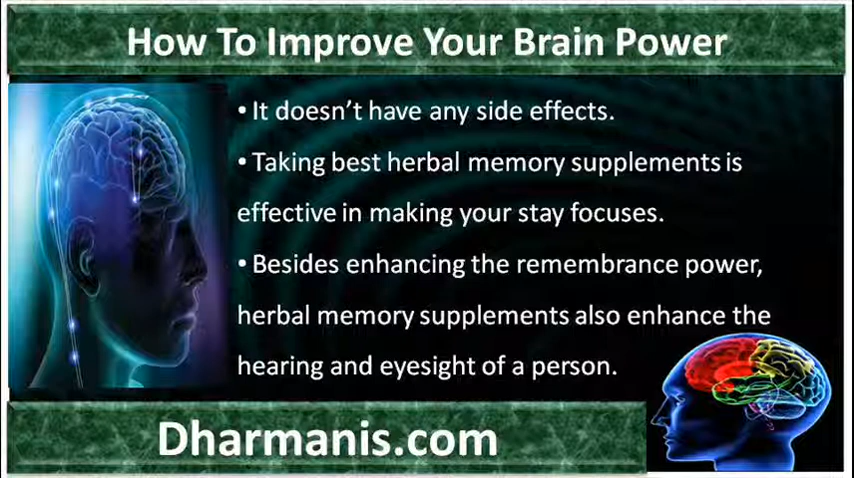 How To Improve Your Brain Power
• It doesn't have any side effects.
• Taking best herbal memory supplements is
effective in making your stay focuses.
• Besides enhancing the remembrance power,
herbal memory supplements also enhance the
hearing and eyesight of a person.
Dharmanis.com